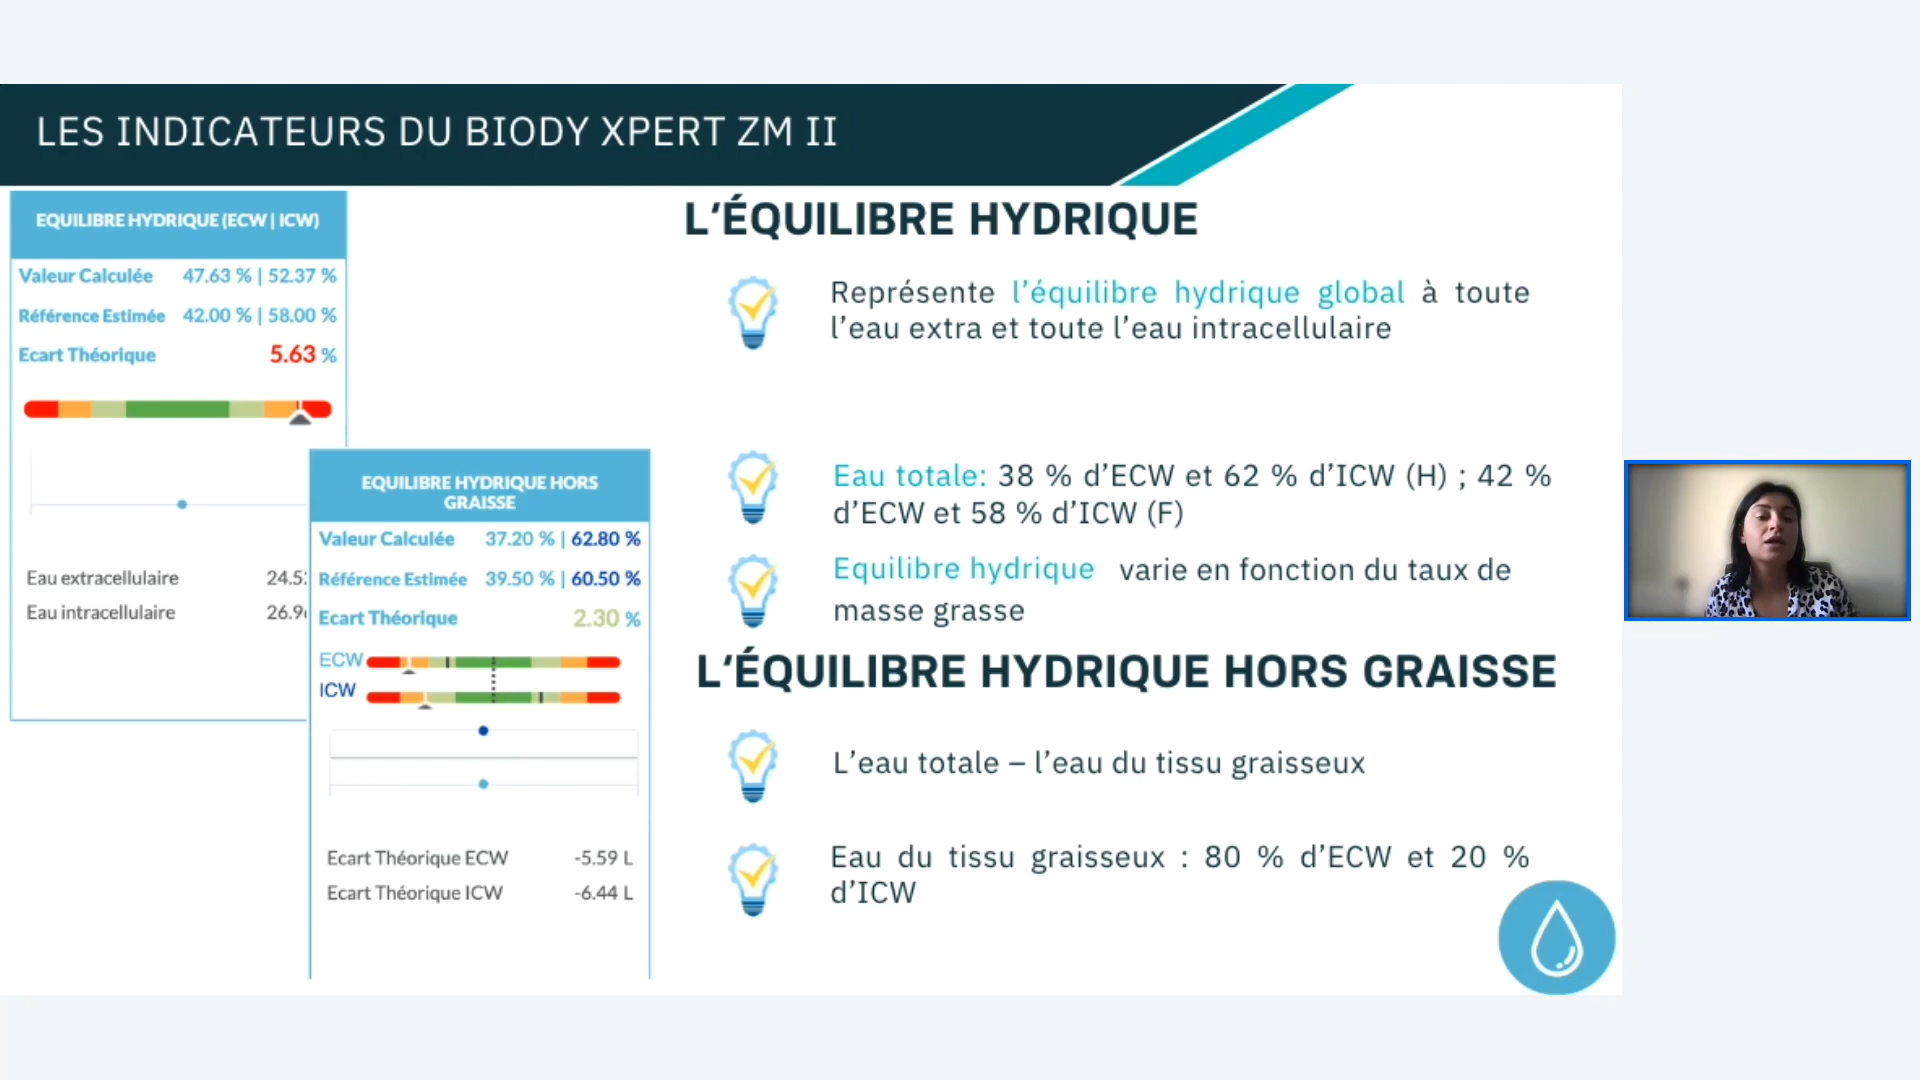 LES INDICATEURS DU BIODY XPERT ZM II
EQUILIBRE HYDRIQUE (ECW | ICW)
Valeur Calculée 47.63 % | 52.37 %
Référence Estimée 42.00 % | 58.00 %
Ecart Théorique 5.63 %
Eau extracellulaire 24.5
Eau intracellulaire 26.9
EQUILIBRE HYDRIQUE HORS
GRAISSE
Valeur Calculée 37.20 % | 62.80 %
Référence Estimée 39.50 % | 60.50 %
Ecart Théorique 2.30 %
ECW
ICW
Ecart Théorique ECW -5.59 L
Ecart Théorique ICW -6.44 L
L'ÉQUILIBRE HYDRIQUE
Représente l'équilibre hydrique global à toute
l'eau extra et toute l'eau intracellulaire
Eau totale: 38 % d'ECW et 62 % d'ICW (H) ; 42 %
d'ECW et 58 % d'ICW (F)
Equilibre hydrique varie en fonction du taux de
masse grasse
L'ÉQUILIBRE HYDRIQUE HORS GRAISSE
L'eau totale – l'eau du tissu graisseux
Eau du tissu graisseux : 80 % d'ECW et 20 %
d'ICW